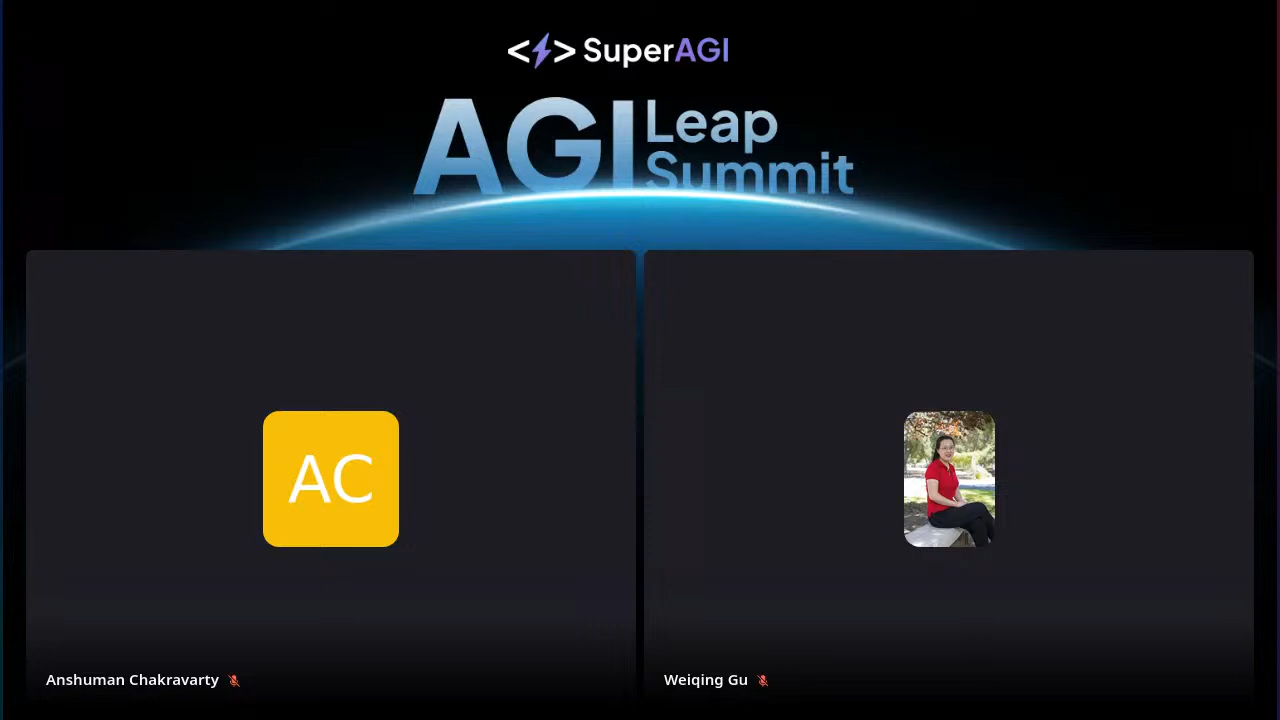 <⚡> SuperAGI
AGI Leap Summit
AC
Anshuman Chakravarty
Weiqing Gu